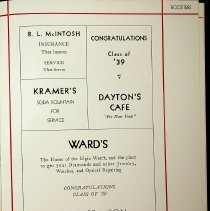 BOOSTERS
R. L. McINTOSH
INSURANCE
That Insures
SERVICE
That Serves
CONGRATULATIONS
Class of
'39
KRAMER'S
SODA FOUNTAIN
FOR
SERVICE
DAYTON'S
CAFE
"For Fine Foods"
WARD'S
The Home of the Elgin Watch, and the place
to get your Diamonds and other Jewelry,
Watches, and Optical Repairing
CONGRATULATIONS
CLASS OF '39